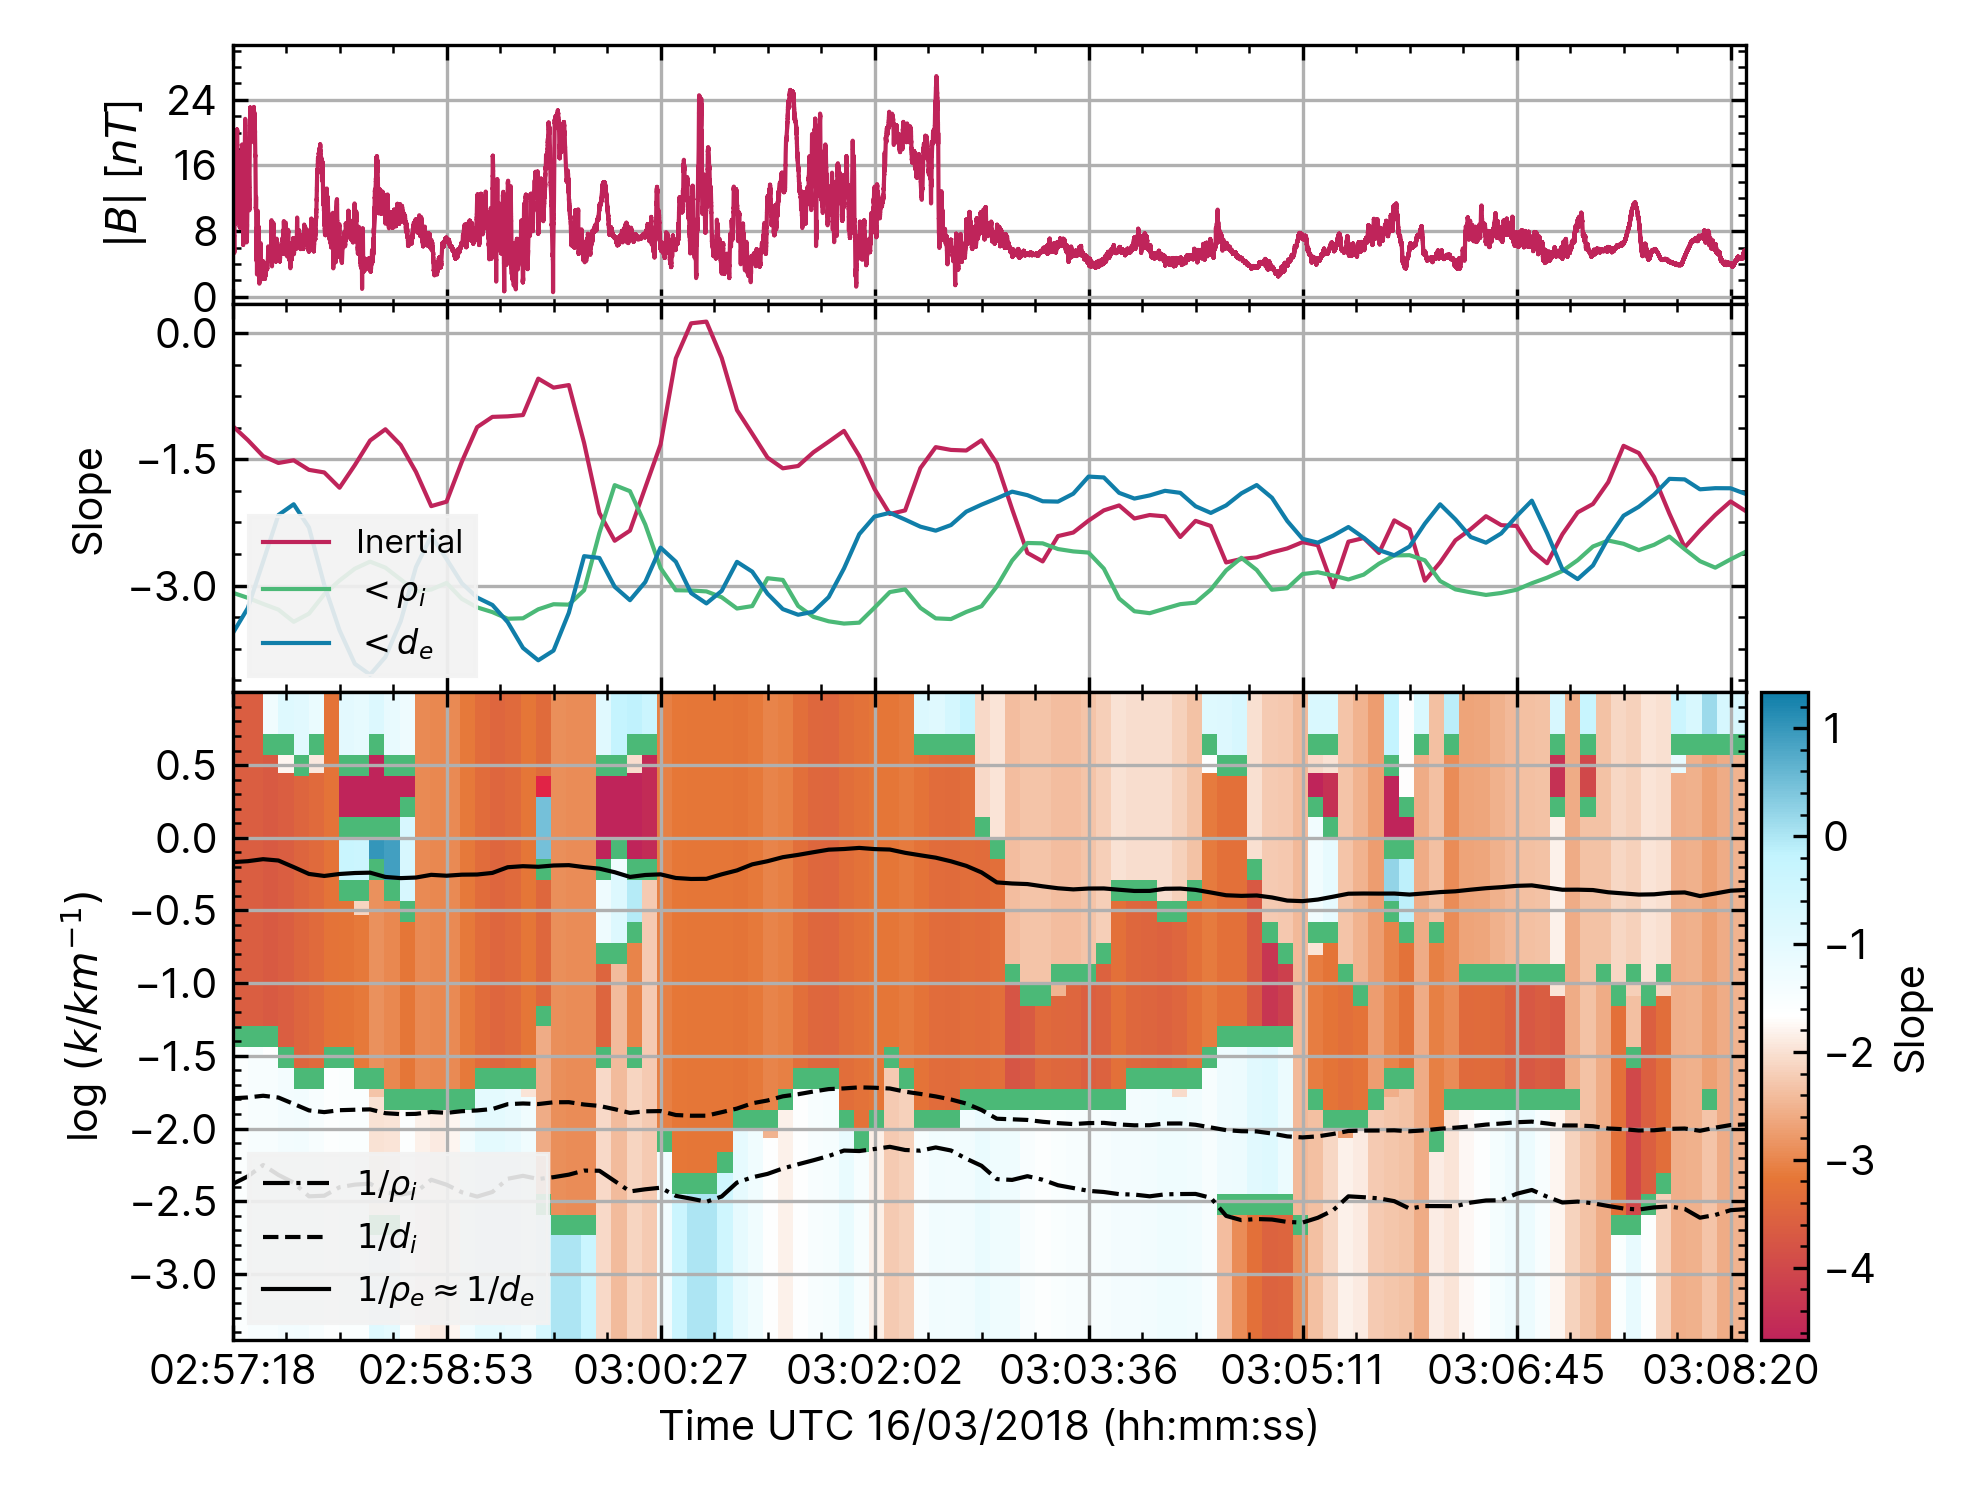 |B| [nT]
24
16
8
0
Slope
0.0
−1.5
−3.0
Inertial
< ρi
< de
log (k/km⁻¹)
0.5
0.0
−0.5
−1.0
−1.5
−2.0
−2.5
−3.0
1/ρi
1/di
1/ρe ≈ 1/de
1
0
−1
−2
−3
−4
Slope
02:57:18 02:58:53 03:00:27 03:02:02 03:03:36 03:05:11 03:06:45 03:08:20
Time UTC 16/03/2018 (hh:mm:ss)